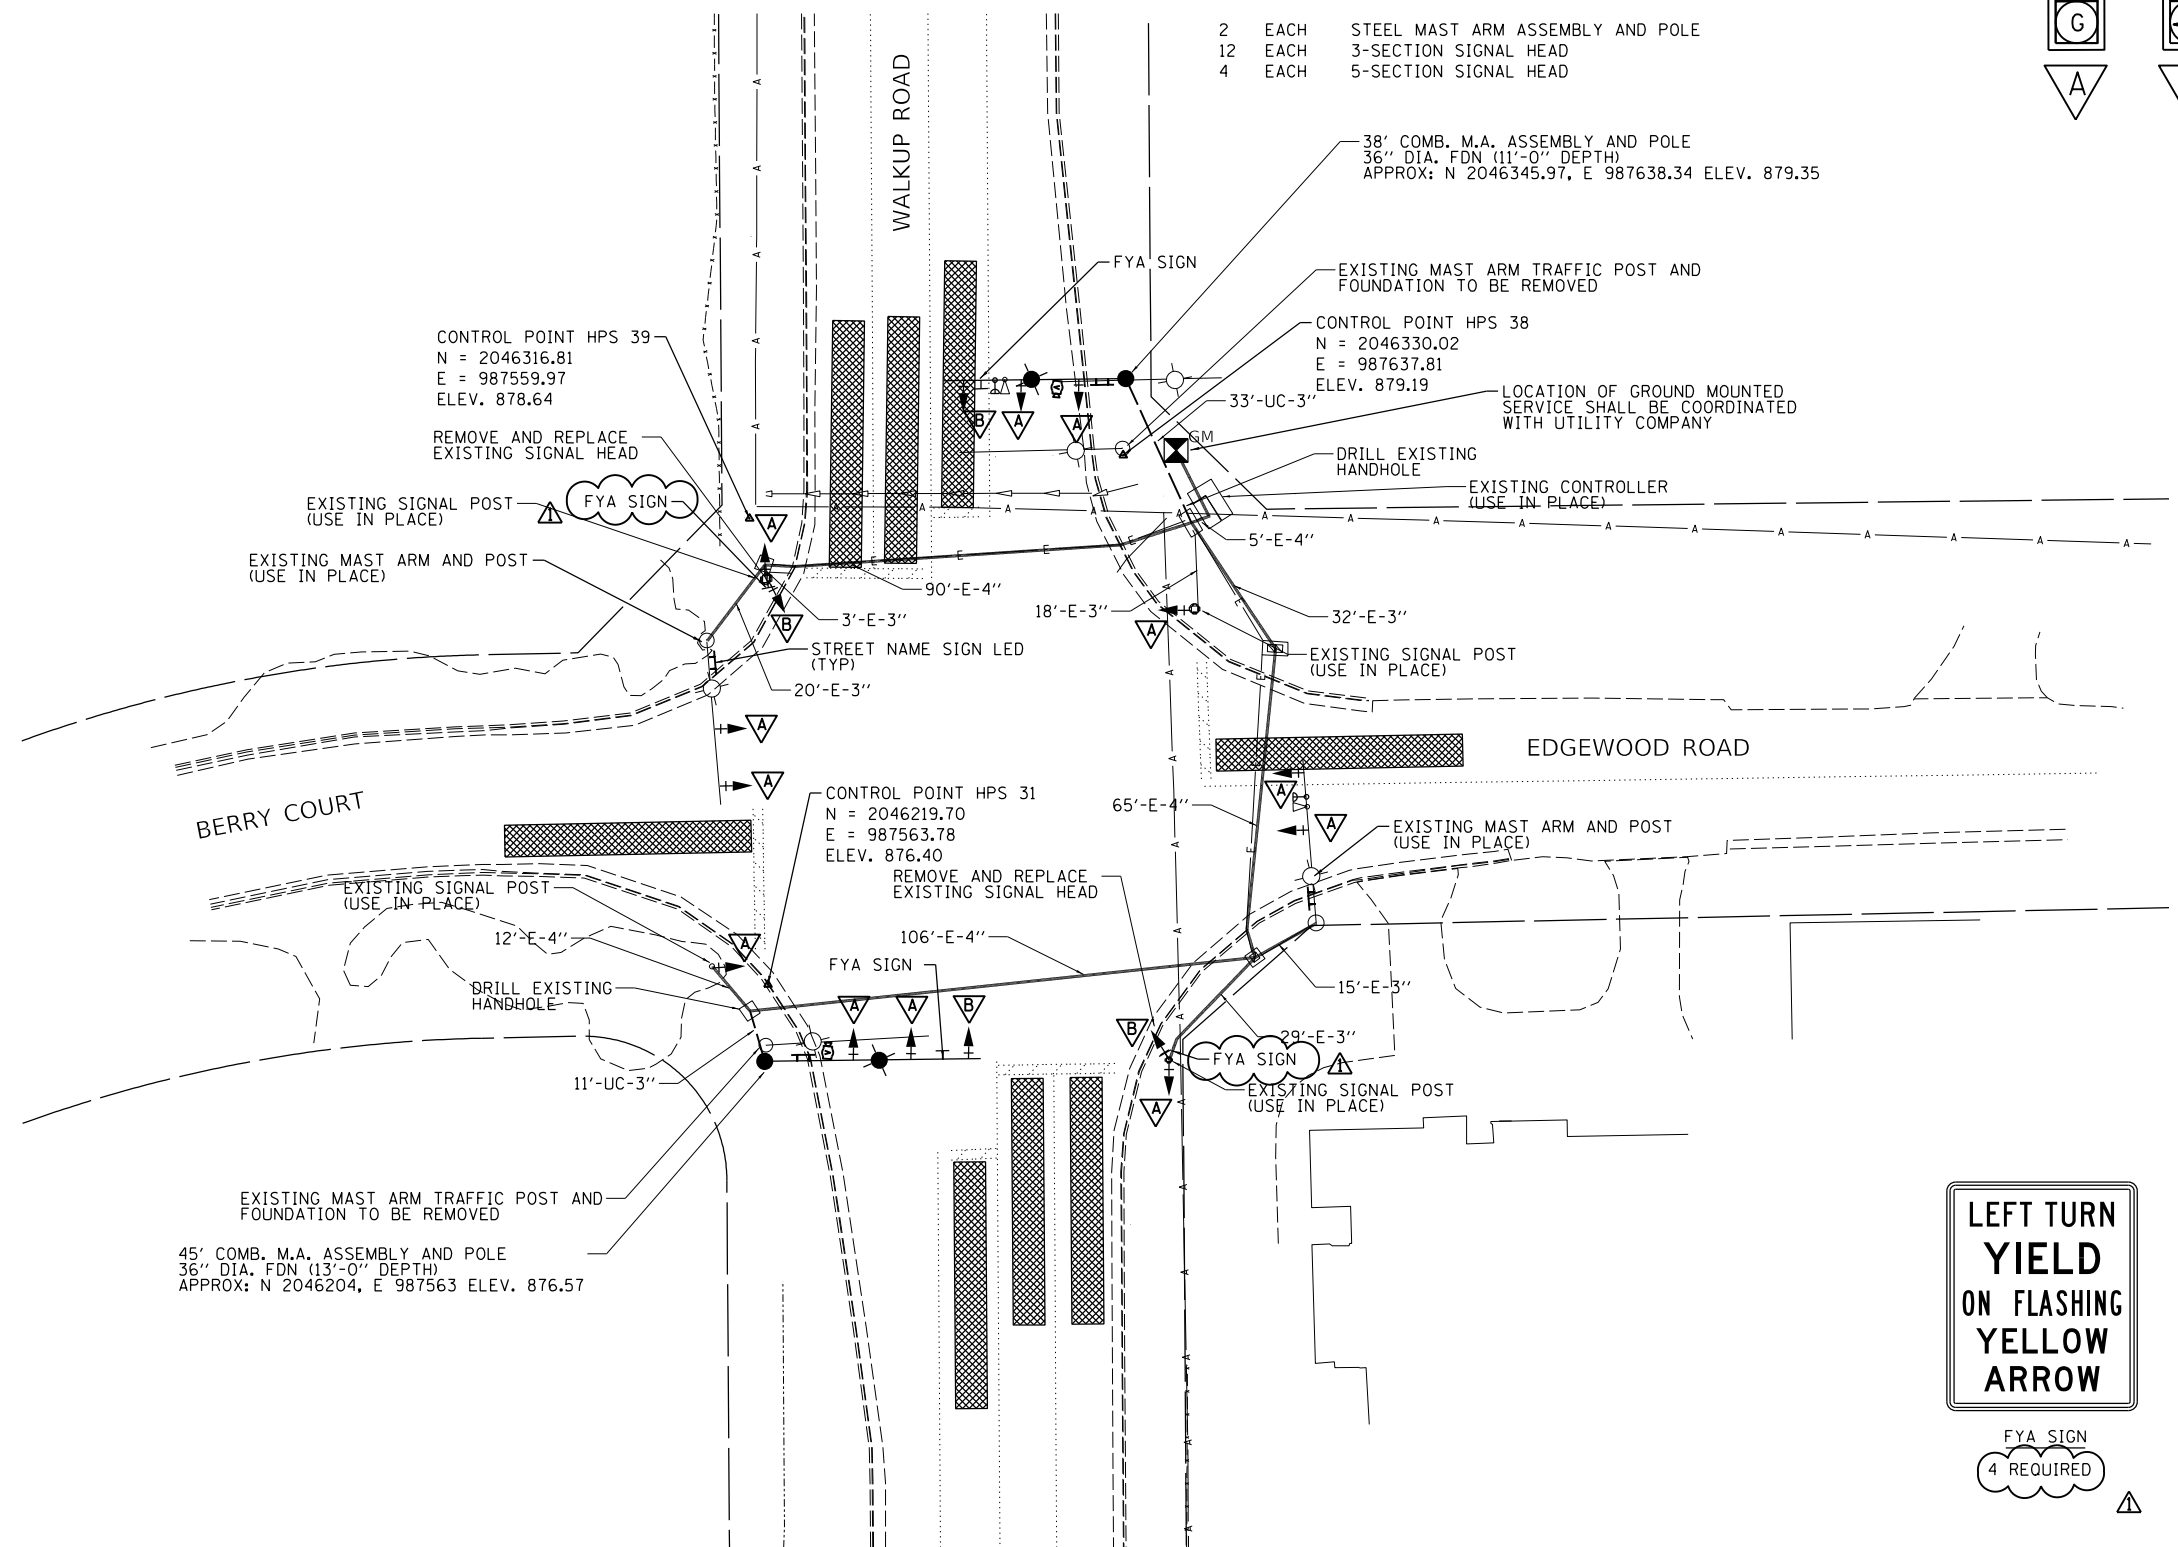 2 EACH STEEL MAST ARM ASSEMBLY AND POLE
12 EACH 3-SECTION SIGNAL HEAD
4 EACH 5-SECTION SIGNAL HEAD
G
A
WALKUP ROAD
38' COMB. M.A. ASSEMBLY AND POLE
36" DIA. FDN (11'-0" DEPTH)
APPROX: N 2046345.97, E 987638.34 ELEV. 879.35
FYA SIGN
EXISTING MAST ARM TRAFFIC POST AND
FOUNDATION TO BE REMOVED
CONTROL POINT HPS 38
N = 2046330.02
E = 987637.81
ELEV. 879.19
CONTROL POINT HPS 39
N = 2046316.81
E = 987559.97
ELEV. 878.64
33'-UC-3"
LOCATION OF GROUND MOUNTED
SERVICE SHALL BE COORDINATED
WITH UTILITY COMPANY
B
A
A
GM
REMOVE AND REPLACE
EXISTING SIGNAL HEAD
DRILL EXISTING
HANDHOLE
EXISTING CONTROLLER
(USE IN PLACE)
FYA SIGN
1
EXISTING SIGNAL POST
(USE IN PLACE)
A
5'-E-4"
EXISTING MAST ARM AND POST
(USE IN PLACE)
90'-E-4"
3'-E-3"
B
18'-E-3"
32'-E-3"
A
STREET NAME SIGN LED
(TYP)
EXISTING SIGNAL POST
(USE IN PLACE)
20'-E-3"
A
A
EDGEWOOD ROAD
BERRY COURT
CONTROL POINT HPS 31
N = 2046219.70
E = 987563.78
ELEV. 876.40
65'-E-4"
A
A
EXISTING MAST ARM AND POST
(USE IN PLACE)
REMOVE AND REPLACE
EXISTING SIGNAL HEAD
EXISTING SIGNAL POST
(USE IN PLACE)
12'-E-4"
A
106'-E-4"
FYA SIGN
DRILL EXISTING
HANDHOLE
15'-E-3"
A
A
B
B
29'-E-3"
FYA SIGN
1
11'-UC-3"
EXISTING SIGNAL POST
(USE IN PLACE)
A
EXISTING MAST ARM TRAFFIC POST AND
FOUNDATION TO BE REMOVED
45' COMB. M.A. ASSEMBLY AND POLE
36" DIA. FDN (13'-0" DEPTH)
APPROX: N 2046204, E 987563 ELEV. 876.57
LEFT TURN
YIELD
ON FLASHING
YELLOW
ARROW
FYA SIGN
4 REQUIRED
1